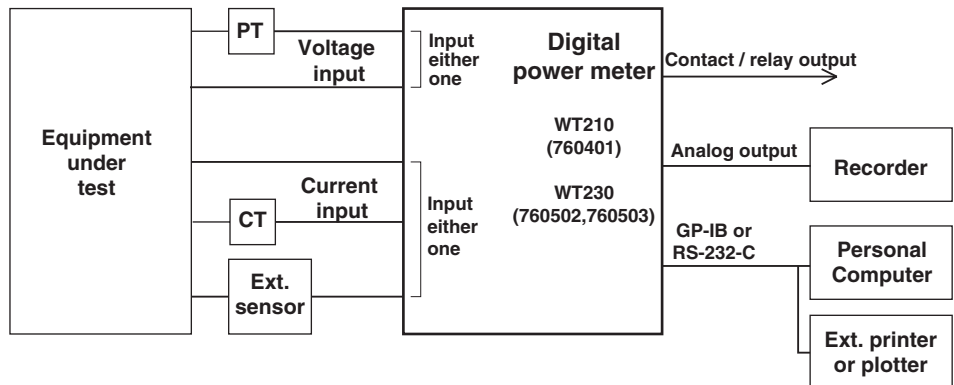 Equipment
under
test
PT
Voltage
input
CT
Current
input
Ext.
sensor
Input
either
one
Input
either
one
Digital
power meter
WT210
(760401)
WT230
(760502,760503)
Contact / relay output
Analog output
Recorder
GP-IB or
RS-232-C
Personal
Computer
Ext. printer
or plotter